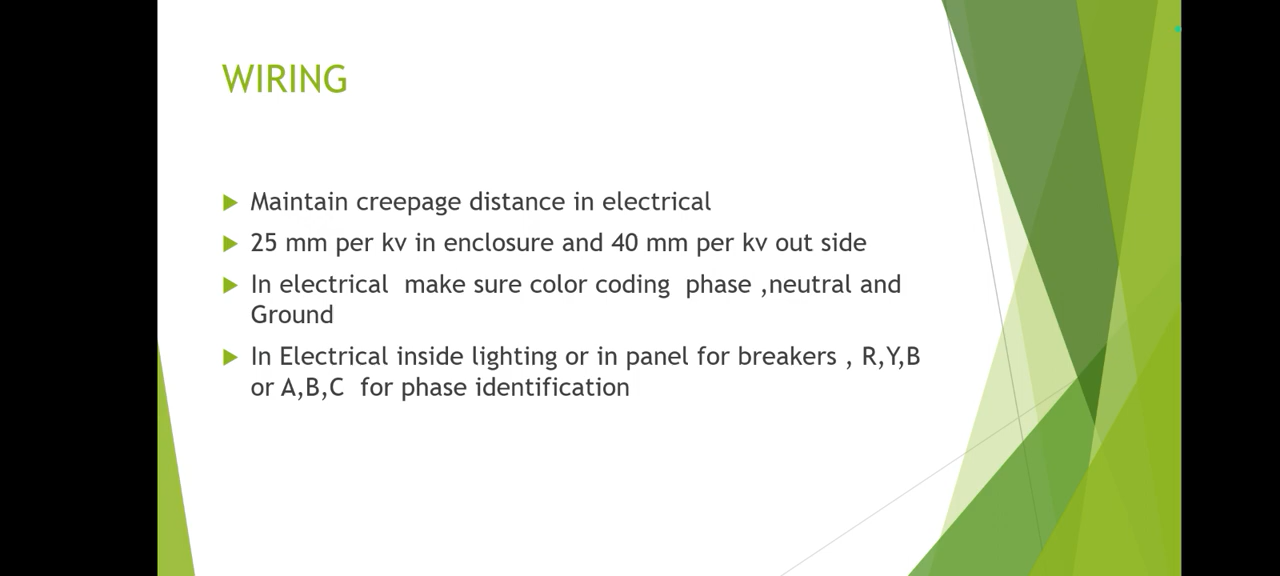 WIRING
Maintain creepage distance in electrical
25 mm per kv in enclosure and 40 mm per kv out side
In electrical  make sure color coding  phase ,neutral and
Ground
In Electrical inside lighting or in panel for breakers , R,Y,B
or A,B,C  for phase identification